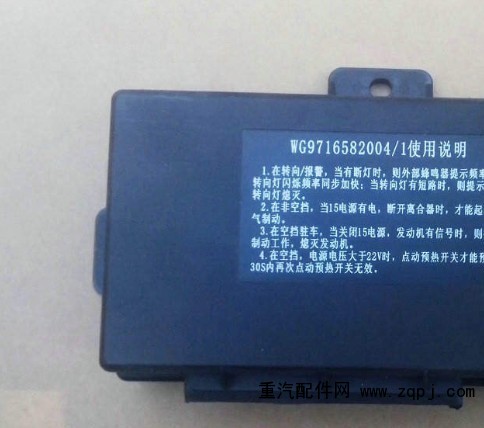 WG9716582004/1使用说明
1.在转向/报警,当有断灯时,则外部蜂鸣器提示频率
转向灯闪烁频率同步加快;当转向灯有短路时,则提示
转向灯熄灭。
2.在非空挡,当15电源有电,断开离合器时,才能起
气制动。
3.在空挡驻车,当关闭15电源,发动机有信号时,则
制动工作,熄灭发动机。
4.在空挡,电源电压大于22V时,点动预热开关才能预
30S内再次点动预热开关无效。
重汽配件网 www.zqpj.com